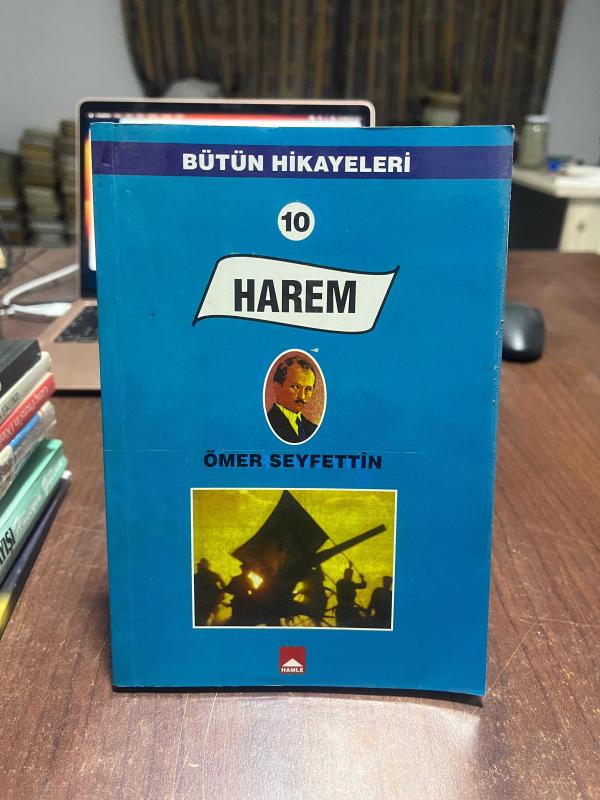 BÜTÜN HİKAYELERİ
10
HAREM
ÖMER SEYFETTİN
HAMLE